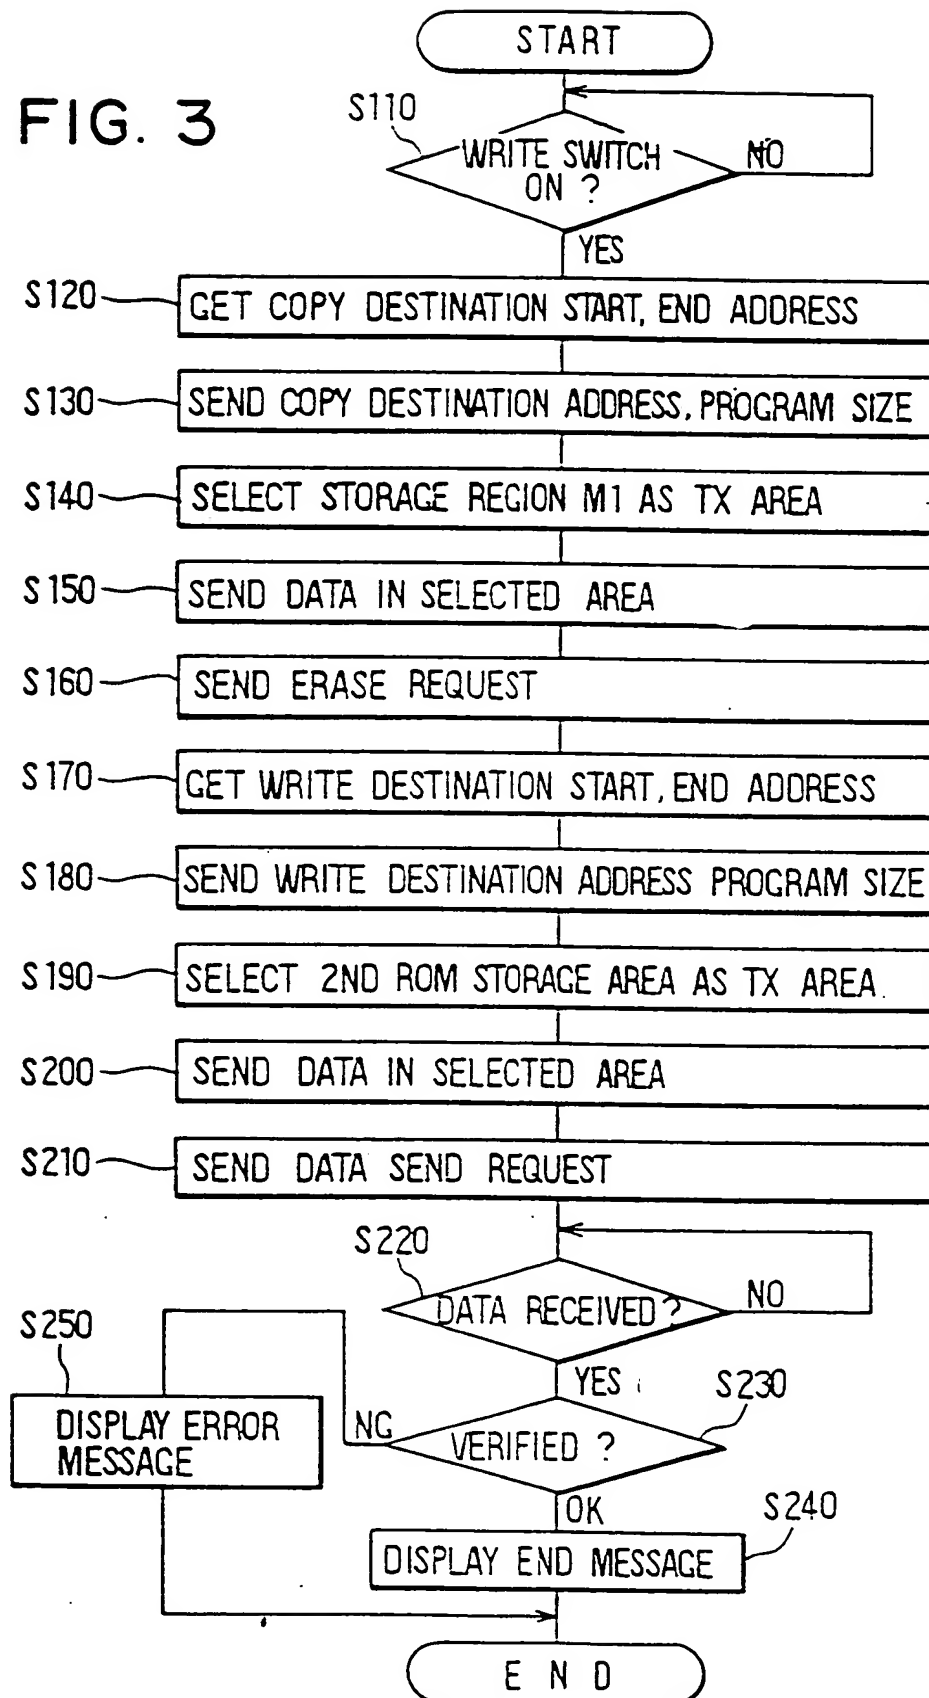 START
FIG. 3
S110
WRITE SWITCH
ON ?
NO
YES
S120
GET COPY DESTINATION START, END ADDRESS
S130
SEND COPY DESTINATION ADDRESS, PROGRAM SIZE
S140
SELECT STORAGE REGION M1 AS TX AREA
S150
SEND DATA IN SELECTED AREA
S160
SEND ERASE REQUEST
S170
GET WRITE DESTINATION START, END ADDRESS
S180
SEND WRITE DESTINATION ADDRESS PROGRAM SIZE
S190
SELECT 2ND ROM STORAGE AREA AS TX AREA.
S200
SEND DATA IN SELECTED AREA
S210
SEND DATA SEND REQUEST
S220
DATA RECEIVED ?
NO
YES
S250
DISPLAY ERROR
MESSAGE
NG
S230
VERIFIED ?
OK
S240
DISPLAY END MESSAGE
END